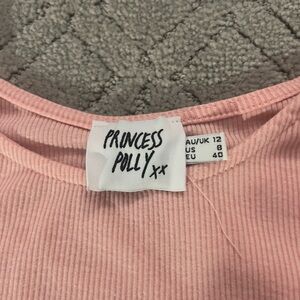 PRINCESS
POLLY xx
AU/UK 12
US 8
EU 40